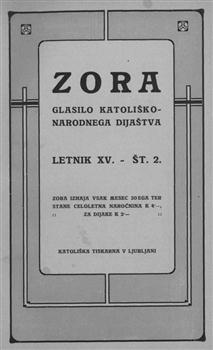 ZORA
GLASILO KATOLIŠKO-
NARODNEGA DIJAŠTVA
LETNIK XV. - ŠT. 2.
ZORA IZHAJA VSAK MESEC 20EGA TER
STANE CELOLETNA NAROČNINA K 4·—,
:: ZA DIJAKE K 2·— ::
KATOLIŠKA TISKARNA V LJUBLJANI